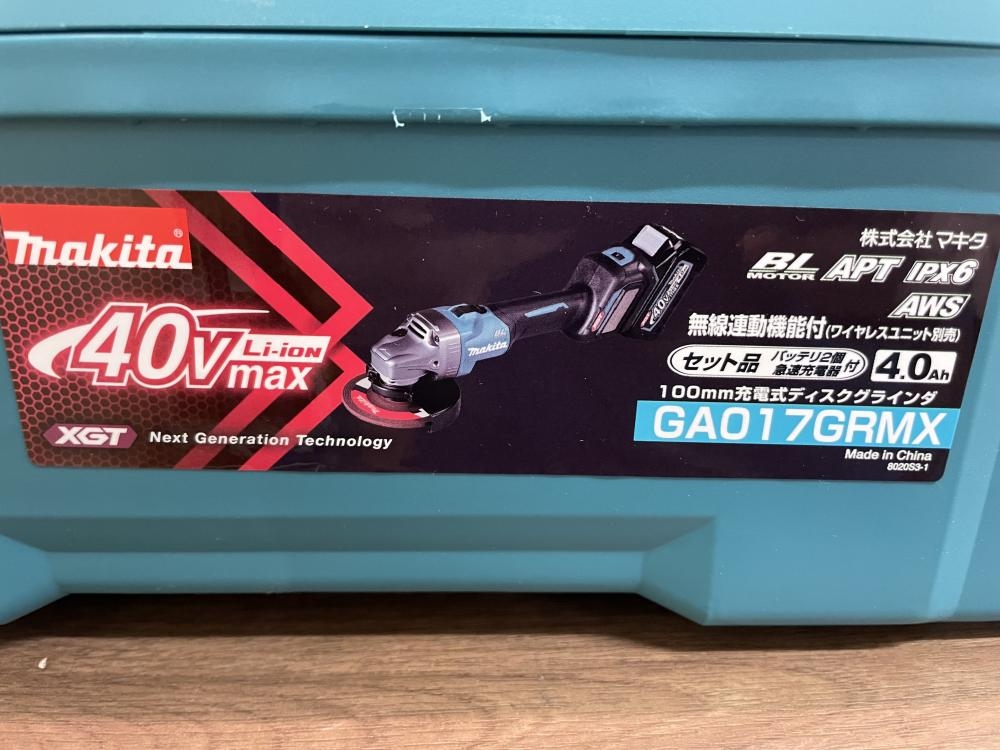 makita®
40Vmax Li-ion
XGT Next Generation Technology
株式会社 マキタ
BL MOTOR APT IPX6
AWS
無線連動機能付(ワイヤレスユニット別売)
セット品 バッテリ2個 急速充電器 付 4.0Ah
100mm充電式ディスクグラインダ
GA017GRMX
Made in China
8020S3-1
makita
40Vmax